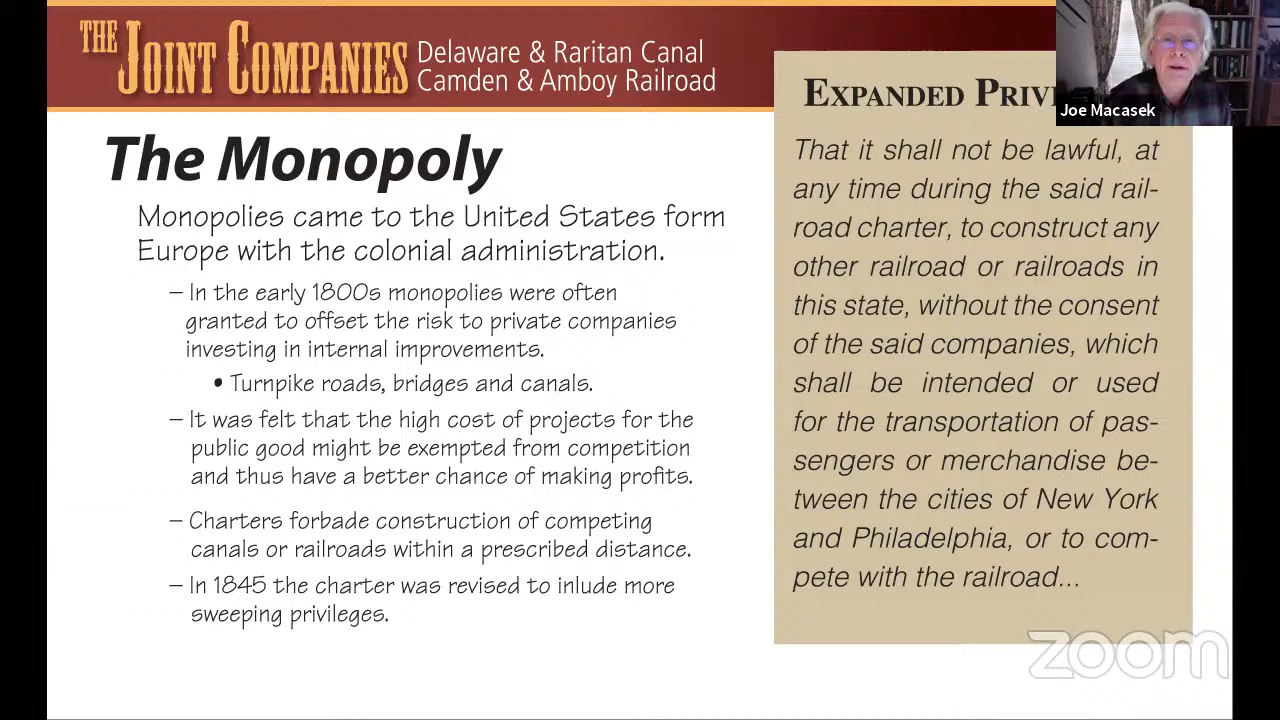 THE JOINT COMPANIES
Delaware & Raritan Canal
Camden & Amboy Railroad
The Monopoly
Monopolies came to the United States form
Europe with the colonial administration.
– In the early 1800s monopolies were often
granted to offset the risk to private companies
investing in internal improvements.
• Turnpike roads, bridges and canals.
– It was felt that the high cost of projects for the
public good might be exempted from competition
and thus have a better chance of making profits.
– Charters forbade construction of competing
canals or railroads within a prescribed distance.
– In 1845 the charter was revised to inlude more
sweeping privileges.
EXPANDED
That it shall not be lawful, at
any time during the said rail-
road charter, to construct any
other railroad or railroads in
this state, without the consent
of the said companies, which
shall be intended or used
for the transportation of pas-
sengers or merchandise be-
tween the cities of New York
and Philadelphia, or to com-
pete with the railroad...
Joe Macasek
zoom